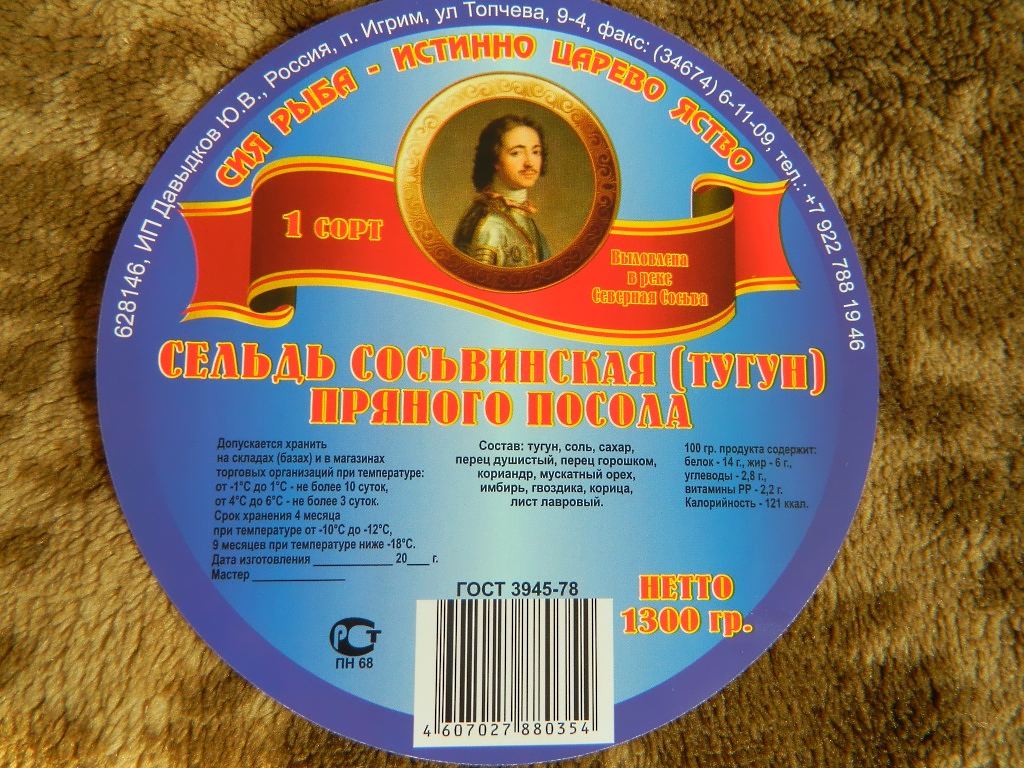 628146, ИП Давыдков Ю.В., Россия, п. Игрим, ул Топчева, 9-4, факс: (34674) 6-11-09, тел.: +7 922 788 19 46
СИЯ РЫБА - ИСТИННО ЦАРЕВО ЯСТВО
1 СОРТ
Выловлена
в реке
Северная Сосьва
СЕЛЬДЬ СОСЬВИНСКАЯ (ТУГУН)
ПРЯНОГО ПОСОЛА
Допускается хранить
на складах (базах) и в магазинах
торговых организаций при температуре:
от -1°С до 1°С - не более 10 суток,
от 4°С до 6°С - не более 3 суток.
Срок хранения 4 месяца
при температуре от -10°С до -12°С,
9 месяцев при температуре ниже -18°С.
Дата изготовления ____________ 20___ г.
Мастер ______________
Состав: тугун, соль, сахар,
перец душистый, перец горошком,
кориандр, мускатный орех,
имбирь, гвоздика, корица,
лист лавровый.
100 гр. продукта содержит:
белок - 14 г., жир - 6 г.,
углеводы - 2,8 г.,
витамины РР - 2,2 г.
Калорийность - 121 ккал.
ГОСТ 3945-78
НЕТТО
1300 гр.
РСТ
ПН 68
4 607027 880354